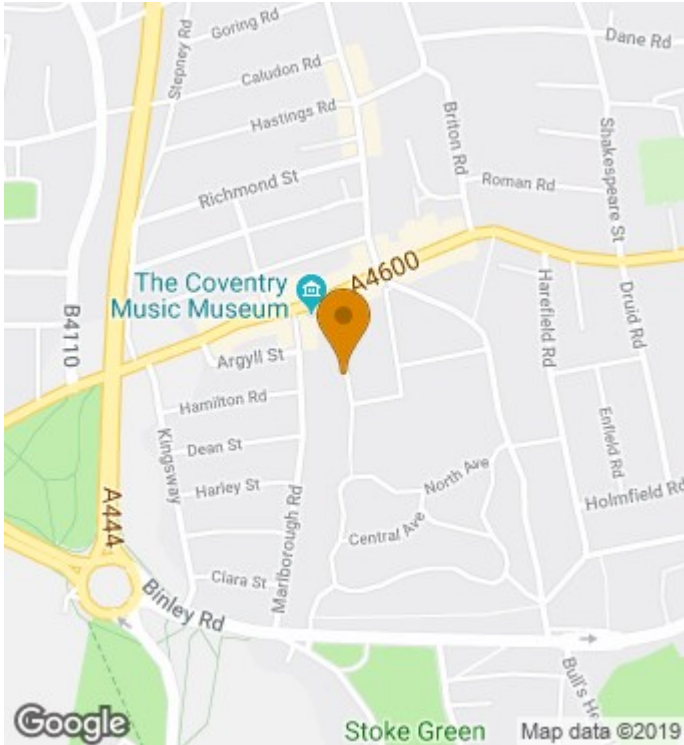 Goring Rd
Stepney Rd
Dane Rd
Caludon Rd
Hastings Rd
Briton Rd
Shakespeare St
Richmond St
Roman Rd
A4600
The Coventry
Music Museum
B4110
Harefield Rd
Druid Rd
Argyll St
Hamilton Rd
Kingsway
Dean St
Enfield Rd
North Ave
Harley St
Marlborough Rd
Holmfield Rd
A444
Central Ave
Clara St
Binley Rd
Bull's He
Google
Stoke Green
Map data ©2019